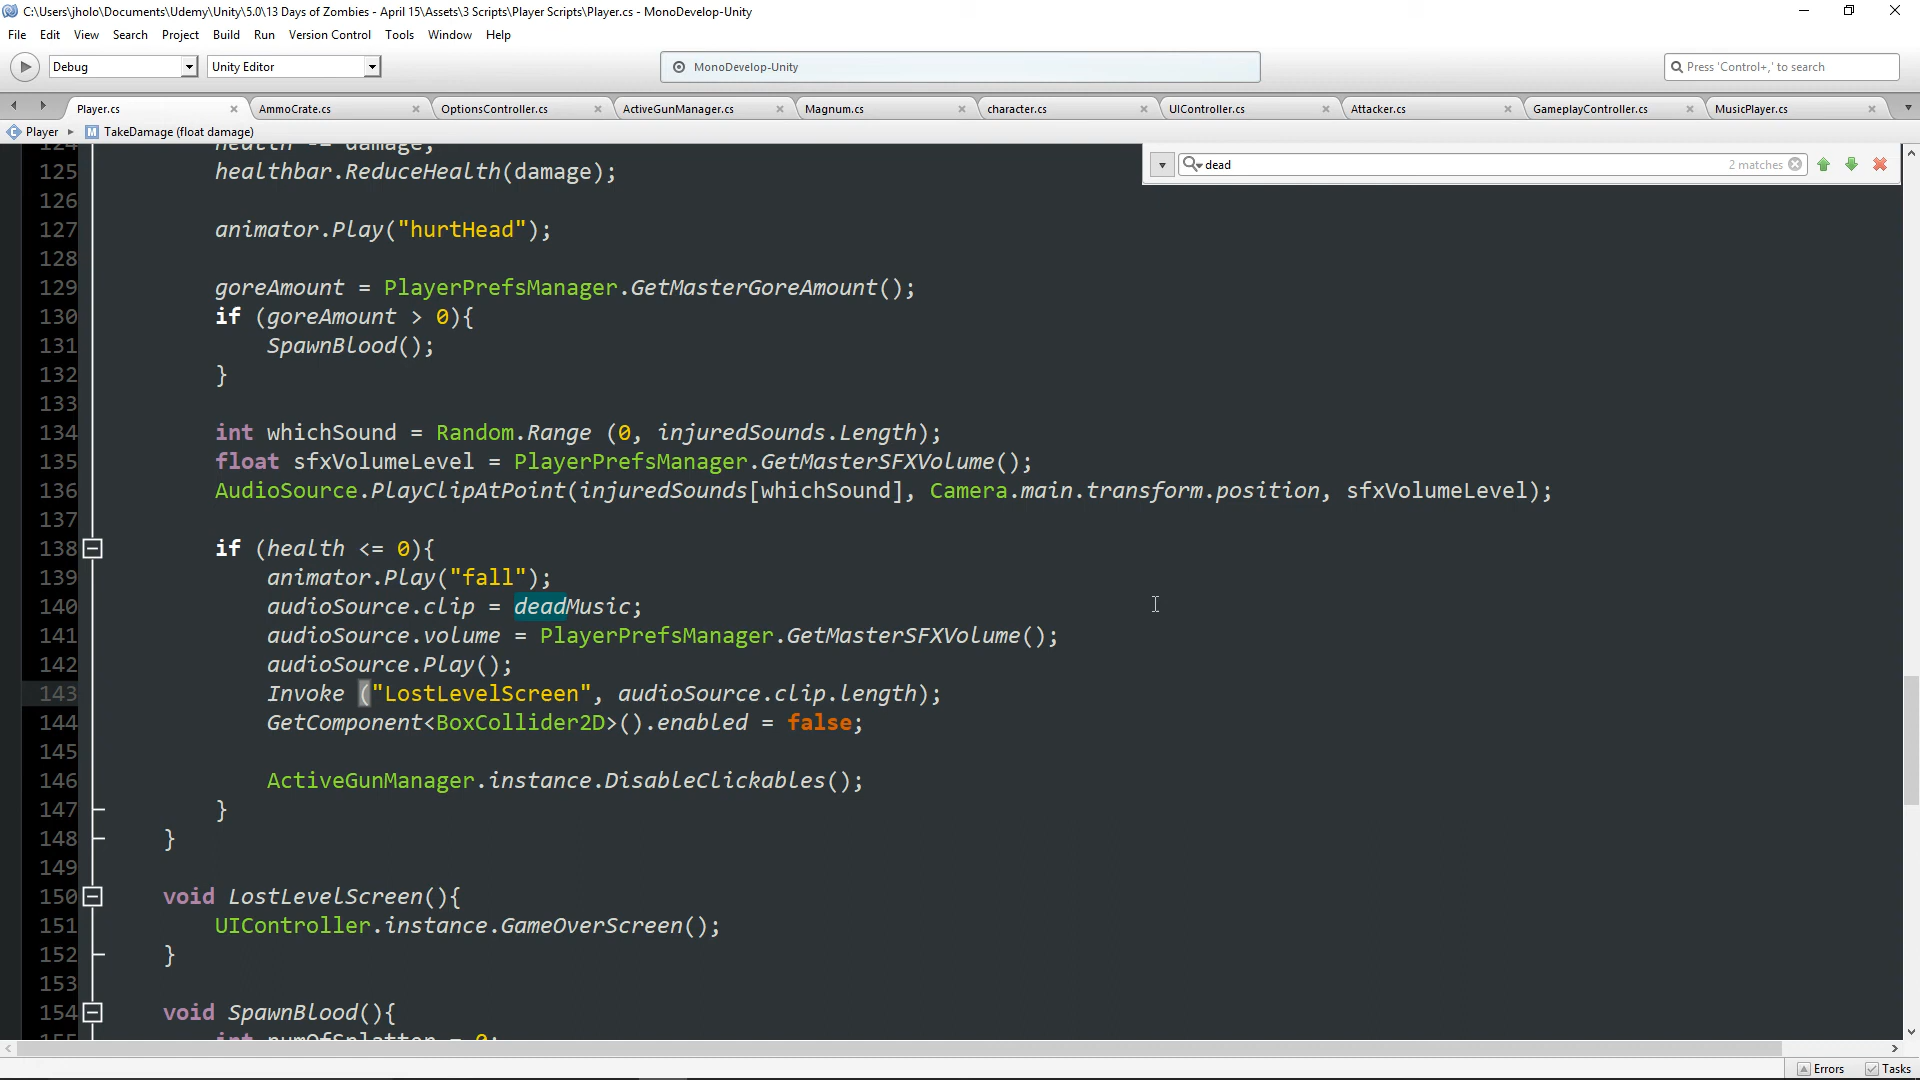 C:\Users\jholo\Documents\Udemy\Unity\5.0\13 Days of Zombies - April 15\Assets\3 Scripts\Player Scripts\Player.cs - MonoDevelop-Unity
File Edit View Search Project Build Run Version Control Tools Window Help
Debug Unity Editor MonoDevelop-Unity Press 'Control+,' to search
Player.cs AmmoCrate.cs OptionsController.cs ActiveGunManager.cs Magnum.cs character.cs UIController.cs Attacker.cs GameplayController.cs MusicPlayer.cs
Player TakeDamage (float damage)
dead 2 matches
124 health -= damage;
125 healthbar.ReduceHealth(damage);
126
127 animator.Play("hurtHead");
128
129 goreAmount = PlayerPrefsManager.GetMasterGoreAmount();
130 if (goreAmount > 0){
131 SpawnBlood();
132 }
133
134 int whichSound = Random.Range (0, injuredSounds.Length);
135 float sfxVolumeLevel = PlayerPrefsManager.GetMasterSFXVolume();
136 AudioSource.PlayClipAtPoint(injuredSounds[whichSound], Camera.main.transform.position, sfxVolumeLevel);
137
138 if (health <= 0){
139 animator.Play("fall");
140 audioSource.clip = deadMusic;
141 audioSource.volume = PlayerPrefsManager.GetMasterSFXVolume();
142 audioSource.Play();
143 Invoke ("LostLevelScreen", audioSource.clip.length);
144 GetComponent<BoxCollider2D>().enabled = false;
145
146 ActiveGunManager.instance.DisableClickables();
147 }
148 }
149
150 void LostLevelScreen(){
151 UIController.instance.GameOverScreen();
152 }
153
154 void SpawnBlood(){
155 int numOfSplatter = 0;
Errors Tasks